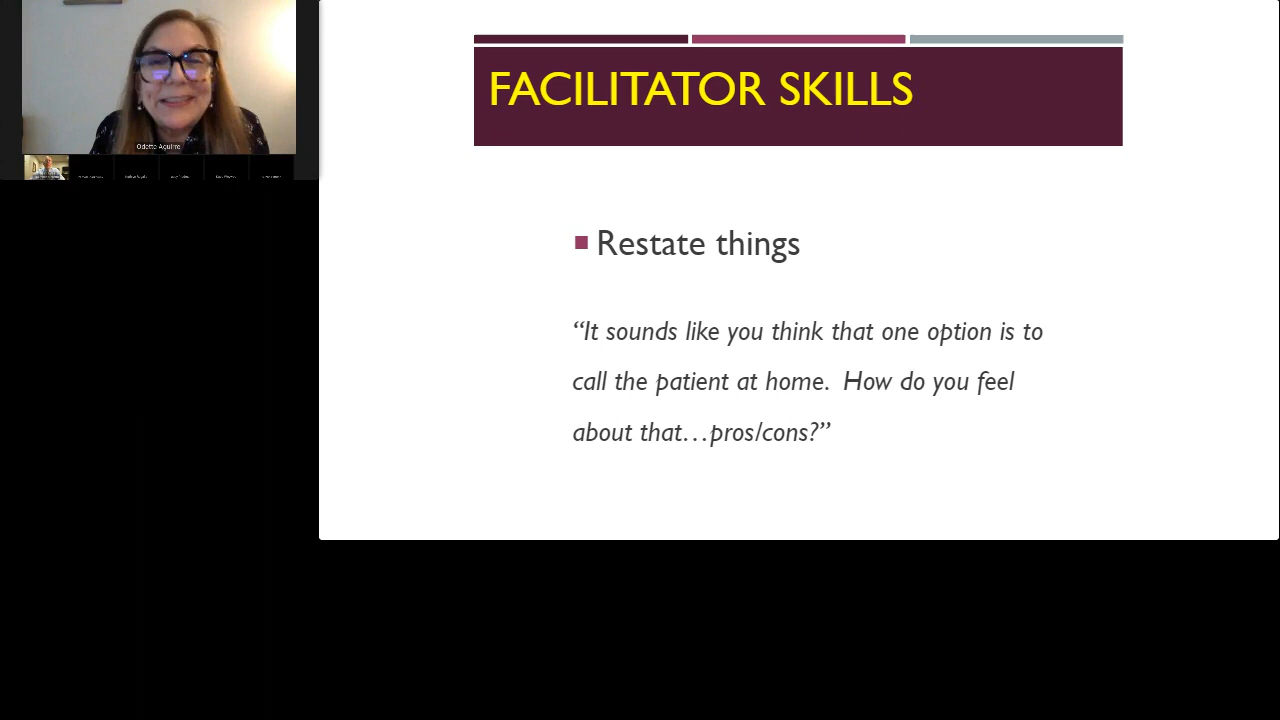 FACILITATOR SKILLS
Odette Aguirre
Restate things
“It sounds like you think that one option is to
call the patient at home.  How do you feel
about that…pros/cons?”